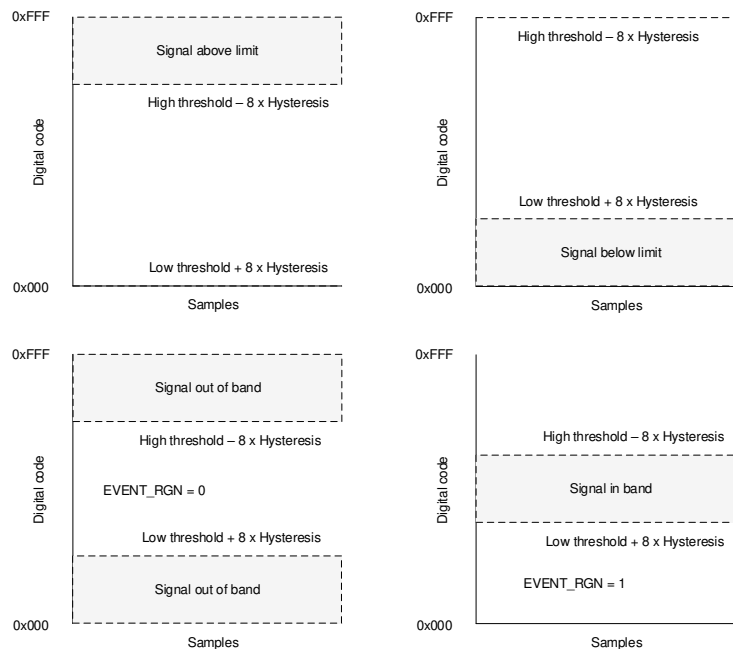 0xFFF
Signal above limit
High threshold – 8 x Hysteresis
Digital code
Low threshold + 8 x Hysteresis
0x000
Samples
0xFFF
High threshold – 8 x Hysteresis
Digital code
Low threshold + 8 x Hysteresis
Signal below limit
0x000
Samples
0xFFF
Signal out of band
High threshold – 8 x Hysteresis
Digital code
EVENT_RGN = 0
Low threshold + 8 x Hysteresis
Signal out of band
0x000
Samples
0xFFF
High threshold – 8 x Hysteresis
Digital code
Signal in band
Low threshold + 8 x Hysteresis
EVENT_RGN = 1
0x000
Samples